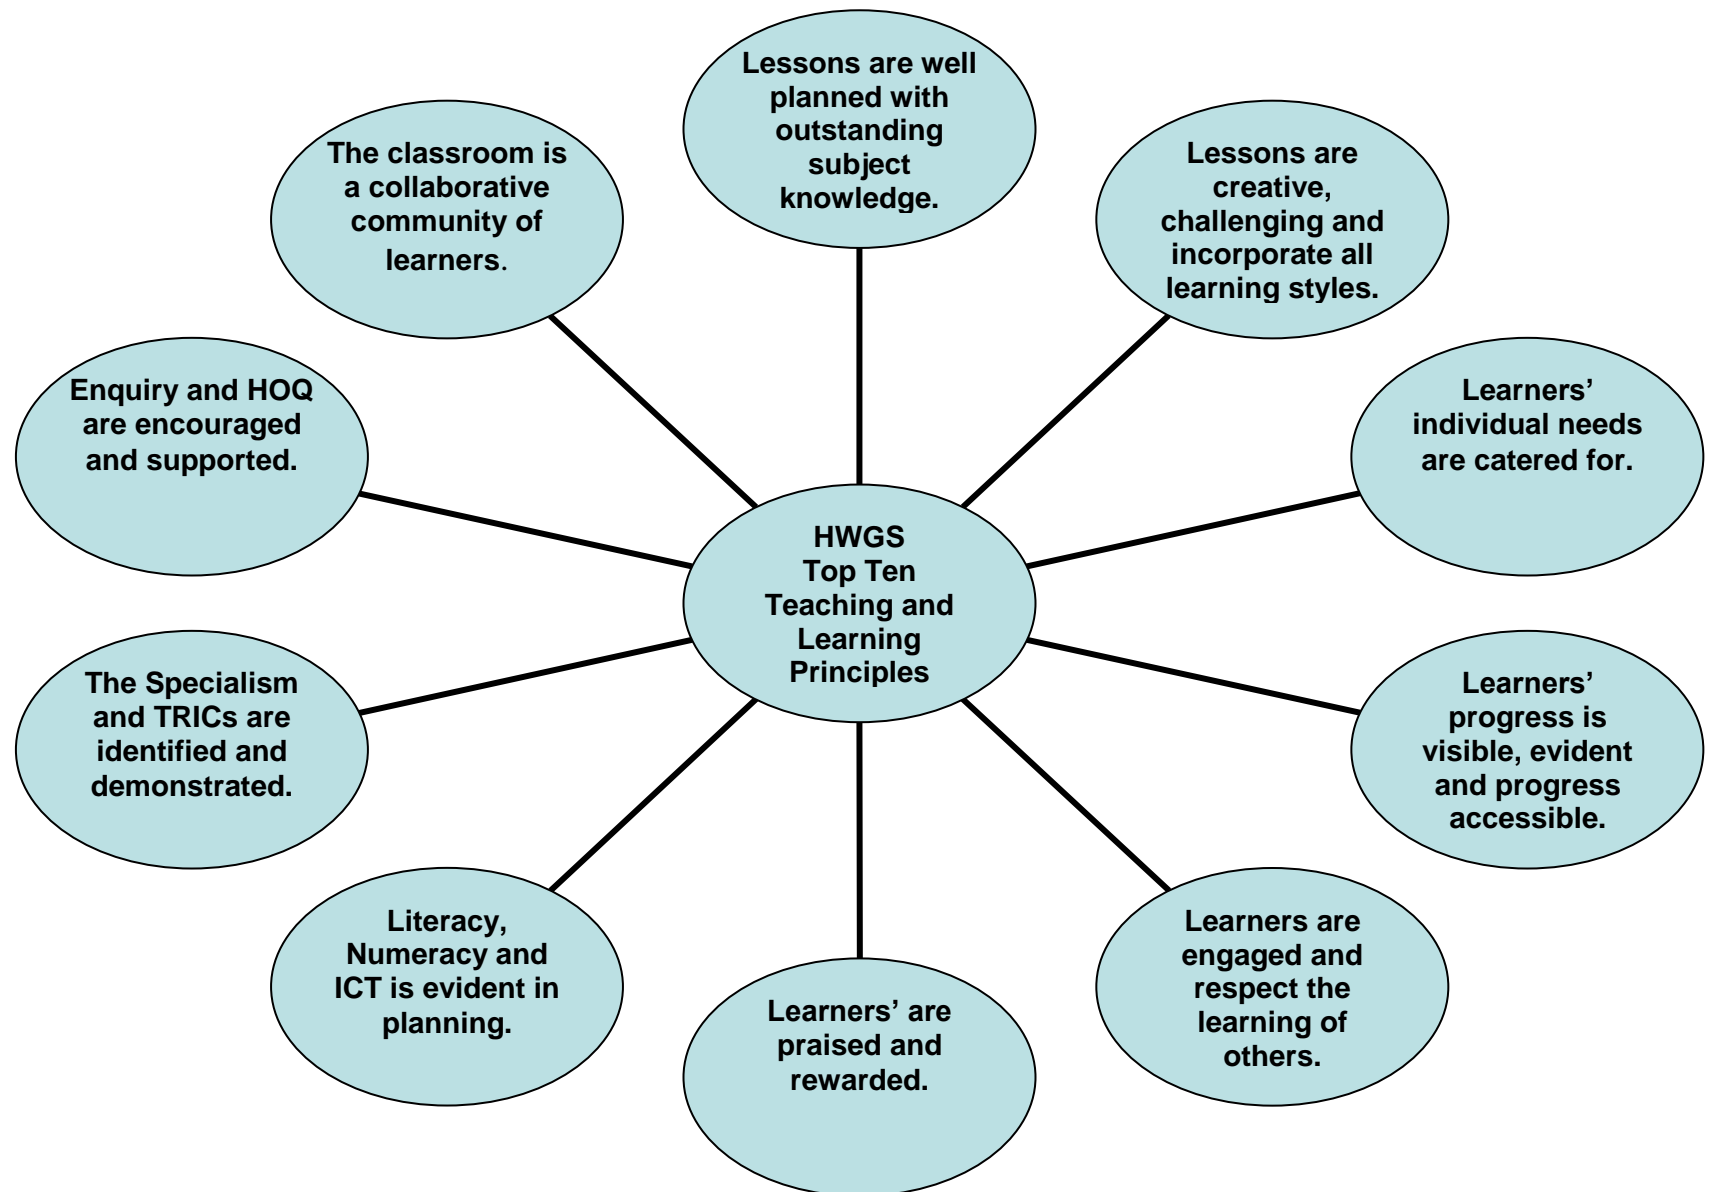 Lessons are well
planned with
outstanding
subject
knowledge.
The classroom is
a collaborative
community of
learners.
Lessons are
creative,
challenging and
incorporate all
learning styles.
Enquiry and HOQ
are encouraged
and supported.
Learners’
individual needs
are catered for.
HWGS
Top Ten
Teaching and
Learning
Principles
The Specialism
and TRICs are
identified and
demonstrated.
Learners’
progress is
visible, evident
and progress
accessible.
Literacy,
Numeracy and
ICT is evident in
planning.
Learners’ are
praised and
rewarded.
Learners are
engaged and
respect the
learning of
others.